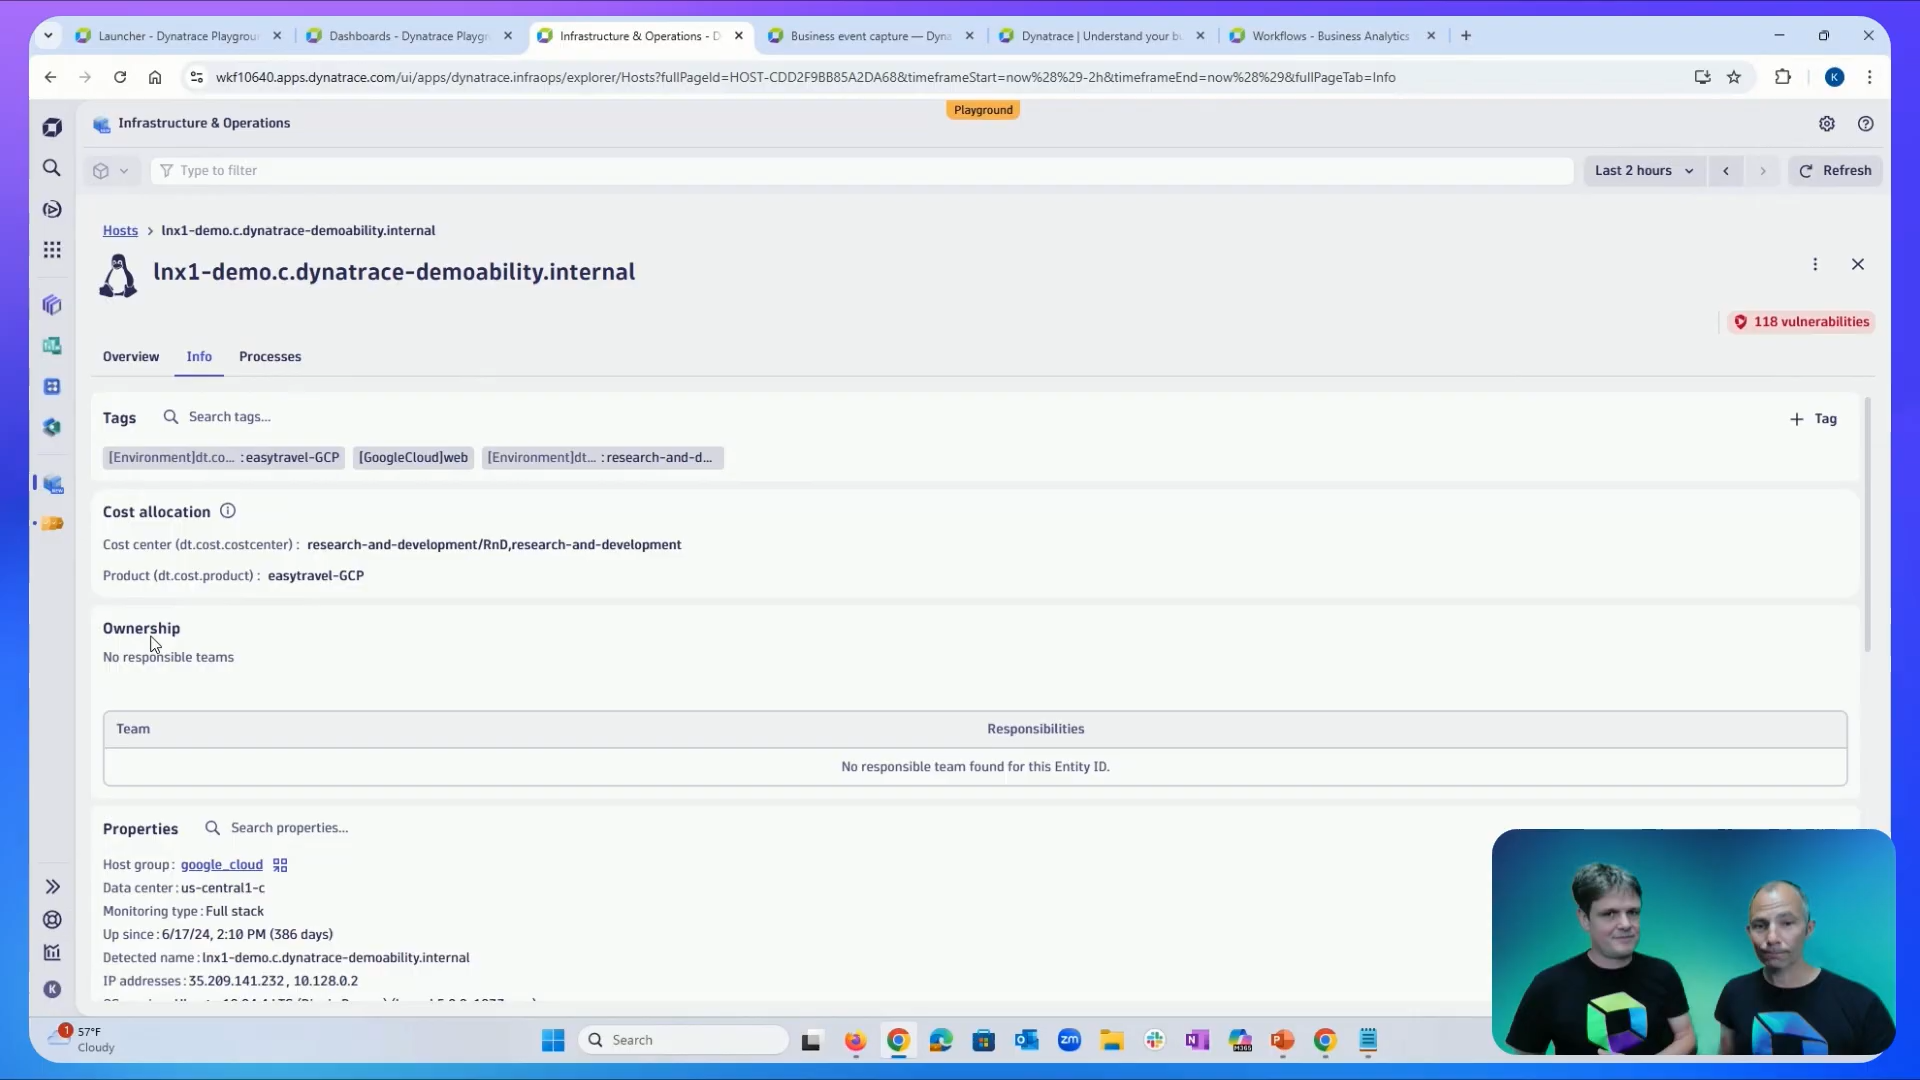 Launcher - Dynatrace Playgroun
Dashboards - Dynatrace Playgr
Infrastructure & Operations - D
Business event capture — Dyna
Dynatrace | Understand your bu
Workflows - Business Analytics
wkf10640.apps.dynatrace.com/ui/apps/dynatrace.infraops/explorer/Hosts?fullPageId=HOST-CDD2F9BB85A2DA68&timeframeStart=now%28%29-2h&timeframeEnd=now%28%29&fullPageTab=Info
K
Playground
Infrastructure & Operations
Type to filter
Last 2 hours
Refresh
Hosts > lnx1-demo.c.dynatrace-demoability.internal
lnx1-demo.c.dynatrace-demoability.internal
118 vulnerabilities
Overview Info Processes
Tags Search tags...
+ Tag
[Environment]dt.co... :easytravel-GCP [GoogleCloud]web [Environment]dt... :research-and-d...
Cost allocation
Cost center (dt.cost.costcenter) : research-and-development/RnD,research-and-development
Product (dt.cost.product) : easytravel-GCP
Ownership
No responsible teams
Team Responsibilities
No responsible team found for this Entity ID.
Properties Search properties...
Host group: google_cloud
Data center: us-central1-c
Monitoring type: Full stack
Up since: 6/17/24, 2:10 PM (386 days)
Detected name: lnx1-demo.c.dynatrace-demoability.internal
IP addresses: 35.209.141.232 , 10.128.0.2
K
1
57°F
Cloudy
Search
zm
M365